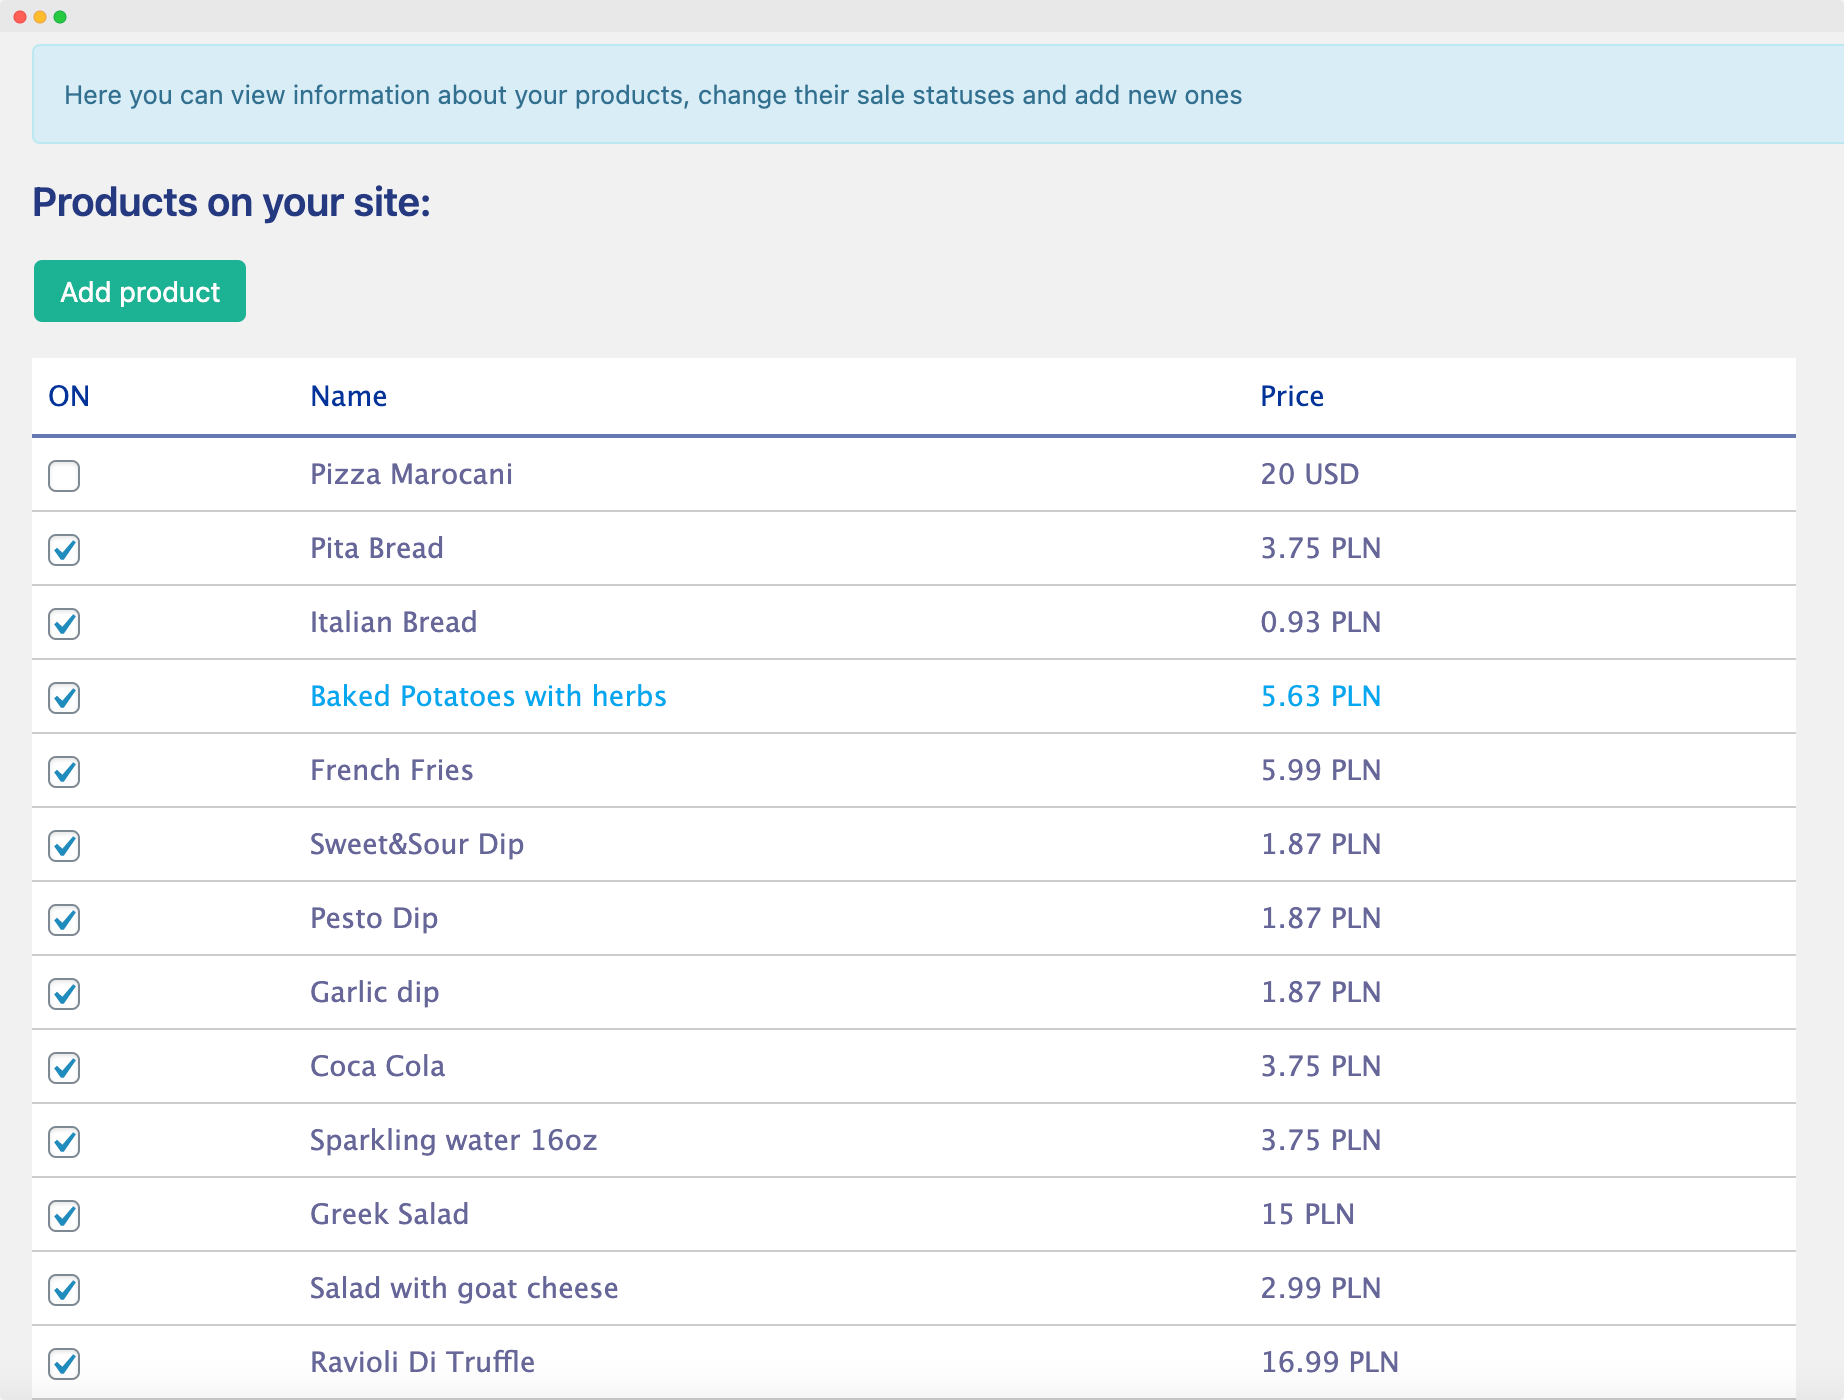 Here you can view information about your products, change their sale statuses and add new ones
Products on your site:
Add product
ON Name Price
Pizza Marocani 20 USD
Pita Bread 3.75 PLN
Italian Bread 0.93 PLN
Baked Potatoes with herbs 5.63 PLN
French Fries 5.99 PLN
Sweet&Sour Dip 1.87 PLN
Pesto Dip 1.87 PLN
Garlic dip 1.87 PLN
Coca Cola 3.75 PLN
Sparkling water 16oz 3.75 PLN
Greek Salad 15 PLN
Salad with goat cheese 2.99 PLN
Ravioli Di Truffle 16.99 PLN